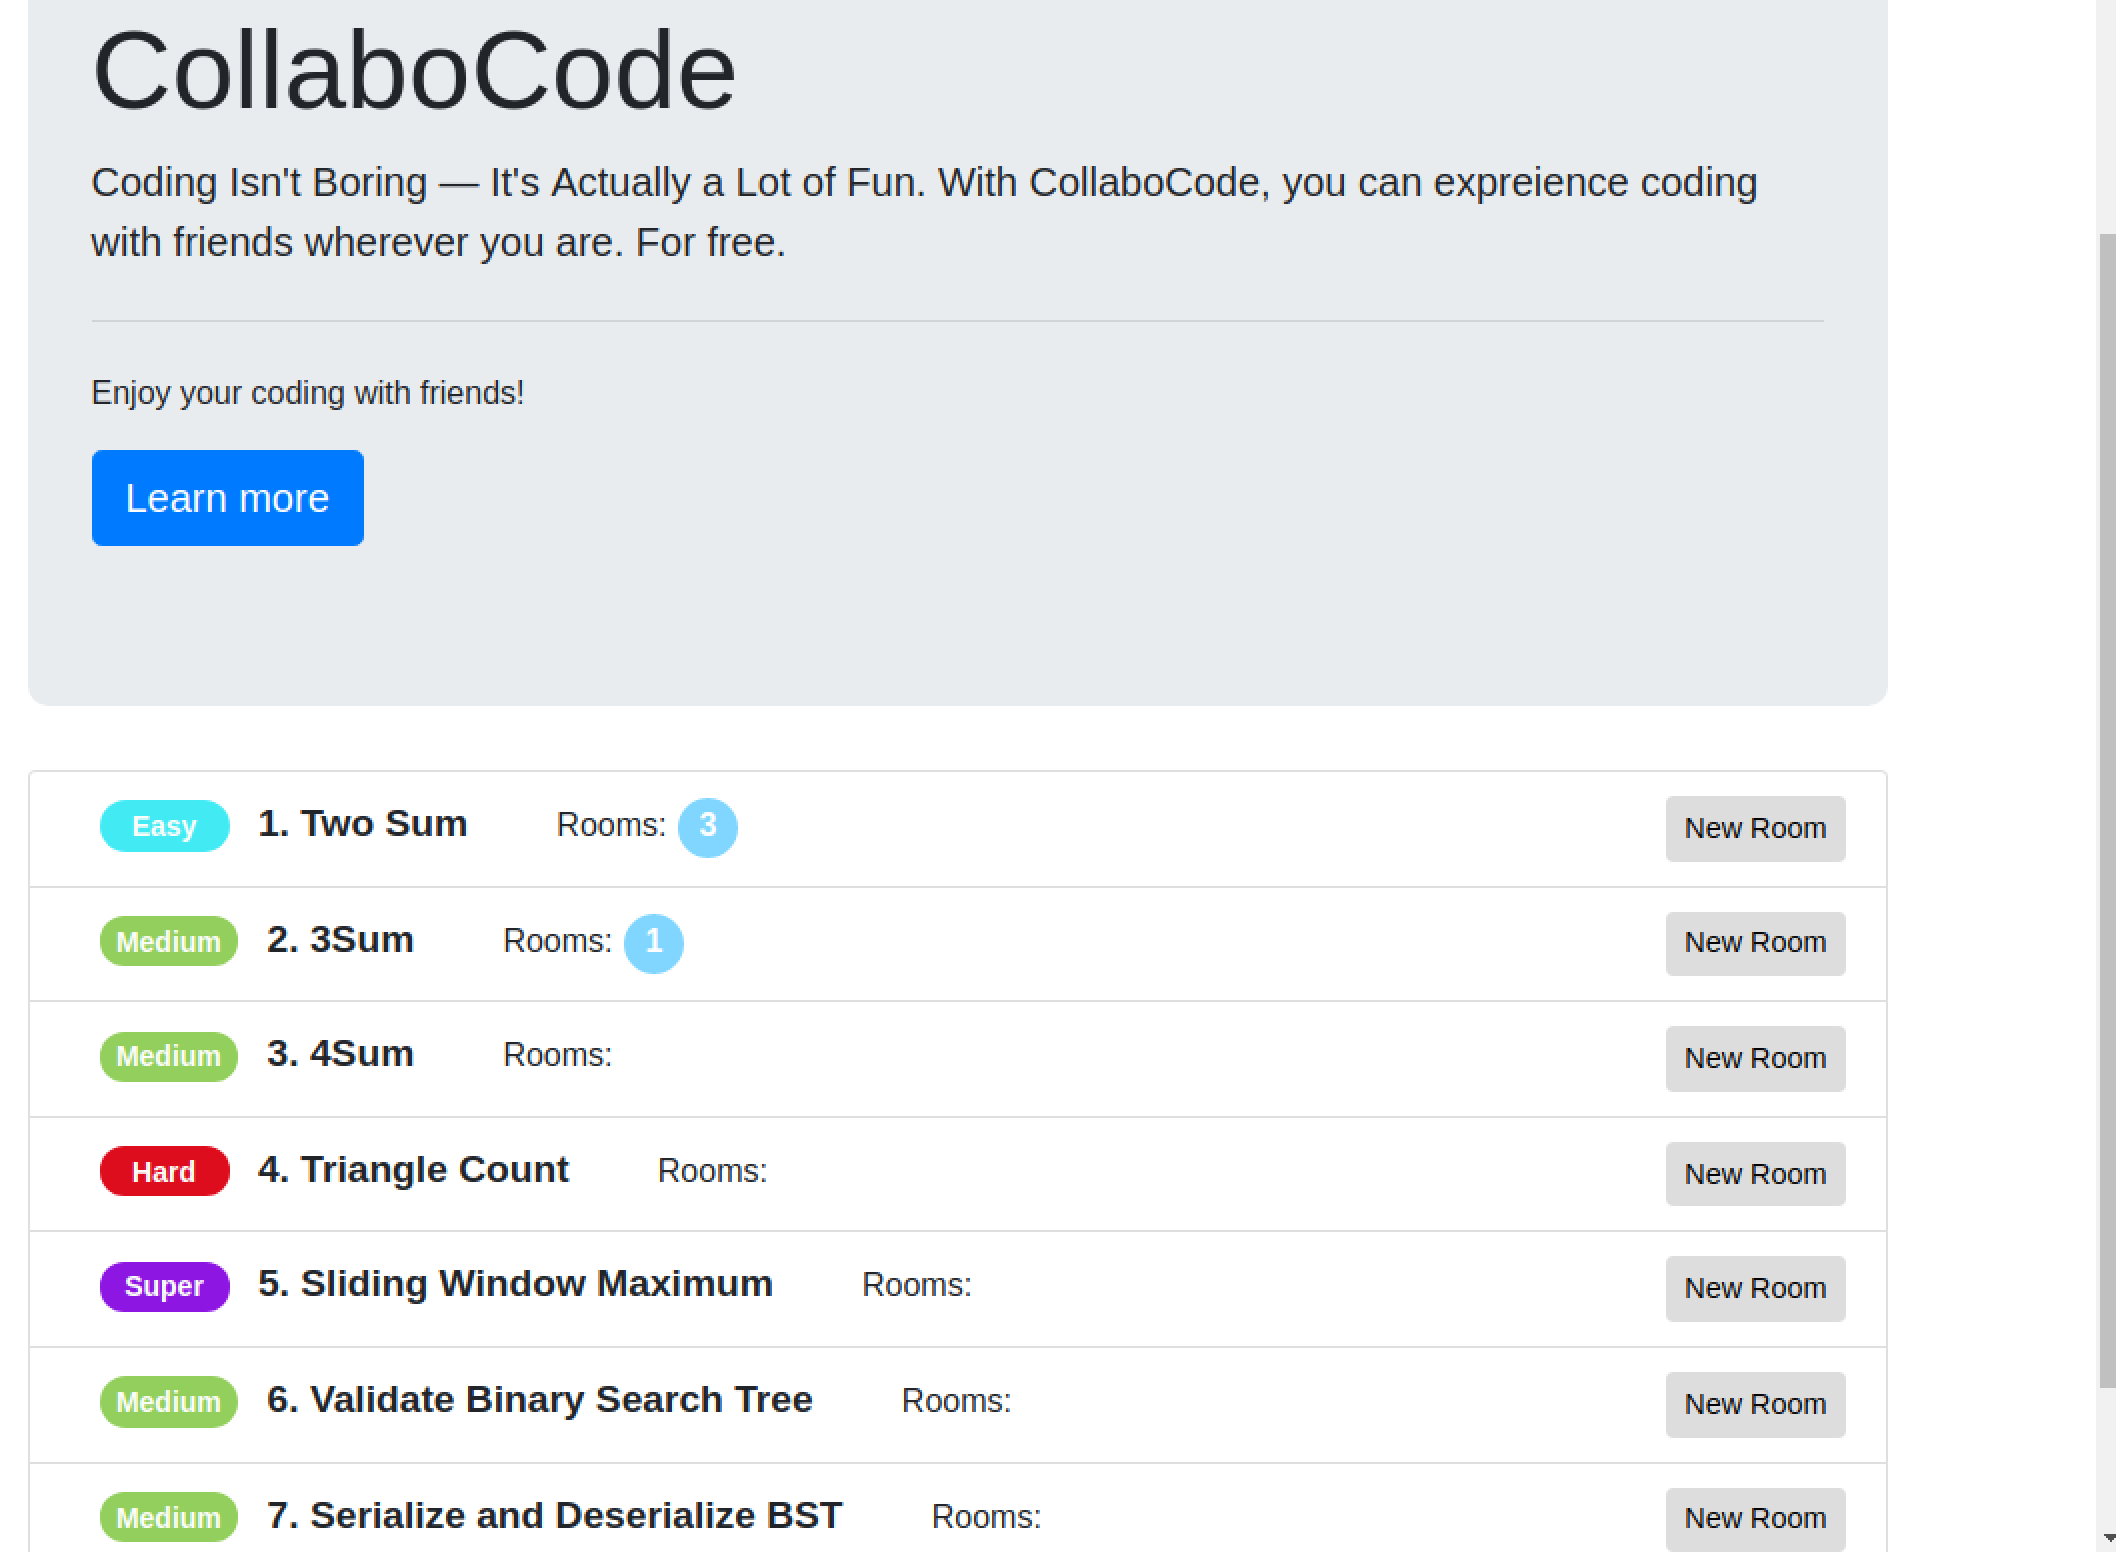 CollaboCode
Coding Isn't Boring — It's Actually a Lot of Fun. With CollaboCode, you can expreience coding
with friends wherever you are. For free.
Enjoy your coding with friends!
Learn more
Easy 1. Two Sum Rooms: 3 New Room
Medium 2. 3Sum Rooms: 1 New Room
Medium 3. 4Sum Rooms: New Room
Hard 4. Triangle Count Rooms: New Room
Super 5. Sliding Window Maximum Rooms: New Room
Medium 6. Validate Binary Search Tree Rooms: New Room
Medium 7. Serialize and Deserialize BST Rooms: New Room